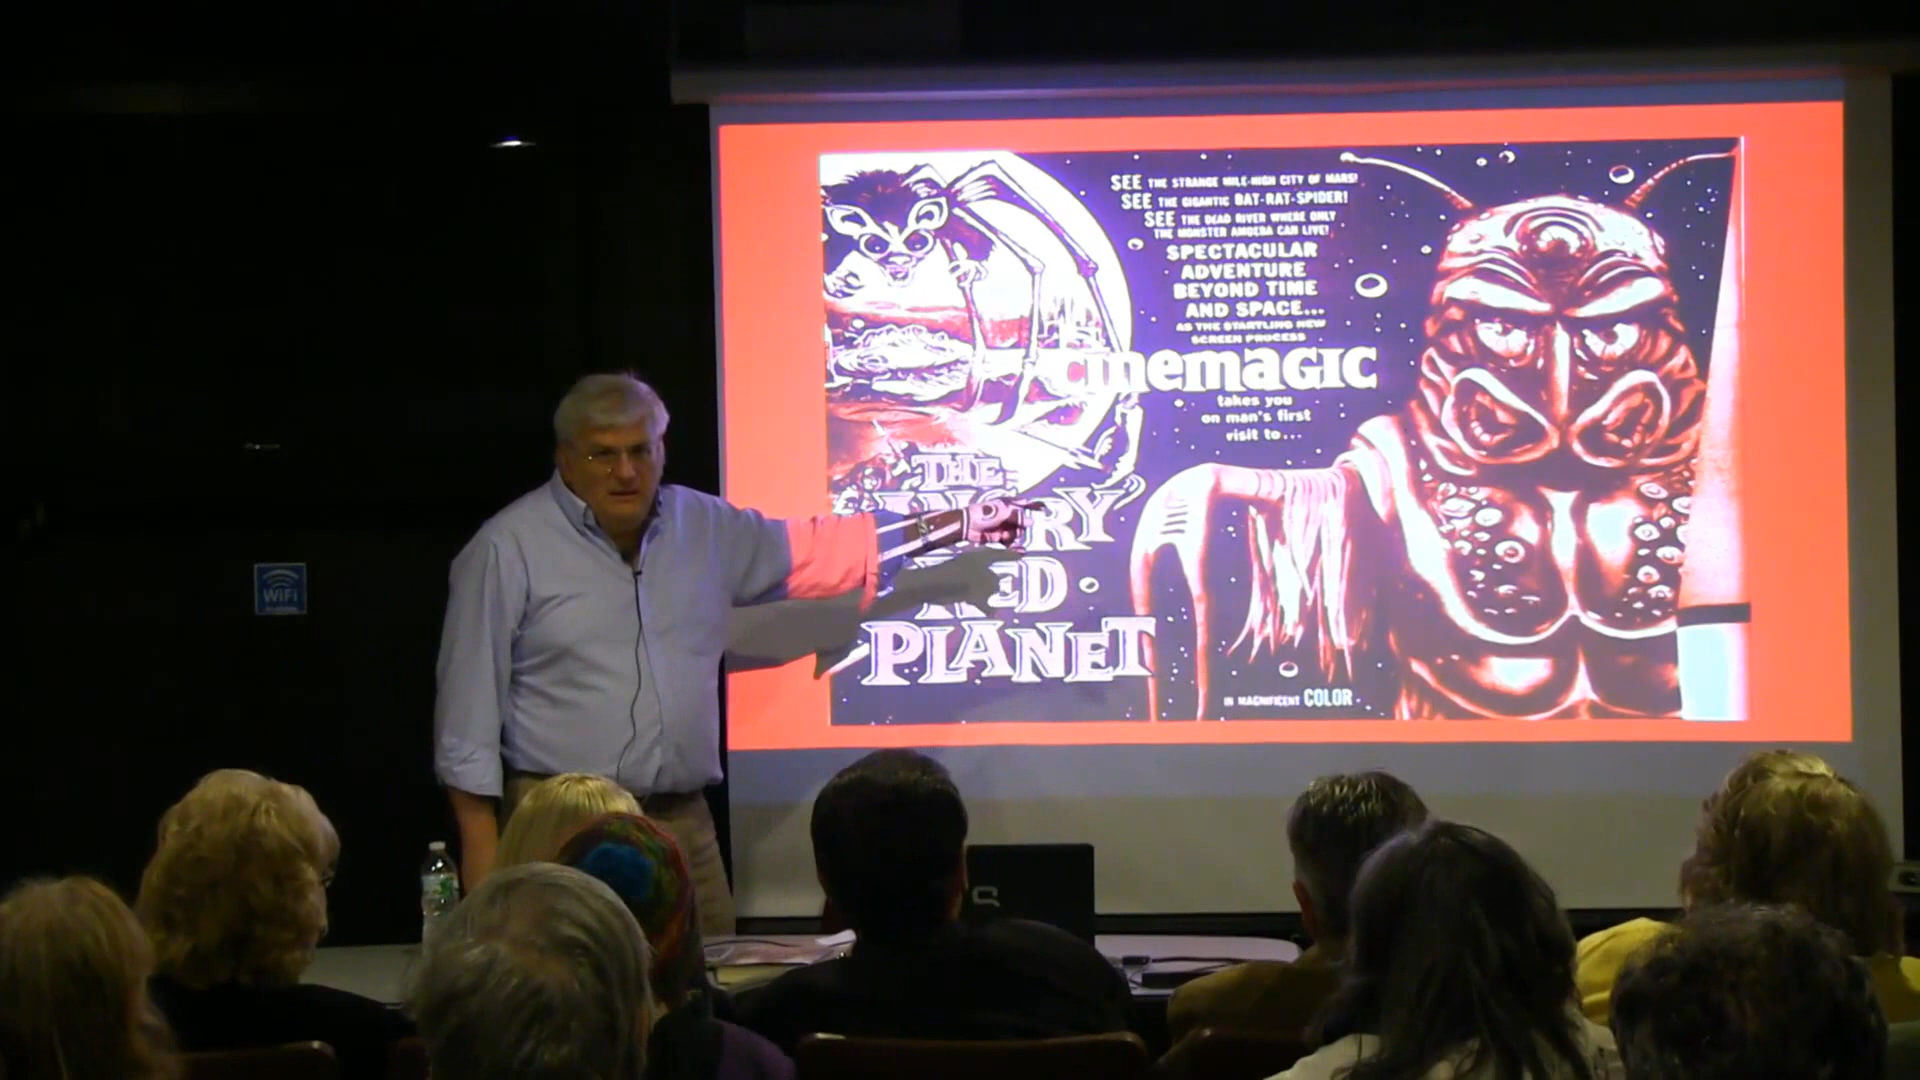 SEE THE STRANGE MILE-HIGH CITY OF MARS!
SEE THE GIGANTIC BAT-RAT-SPIDER!
SEE THE DEAD RIVER WHERE ONLY
THE MONSTER AMOEBA CAN LIVE!
SPECTACULAR
ADVENTURE
BEYOND TIME
AND SPACE...
AS THE STARTLING NEW
SCREEN PROCESS
CINEMAGIC
takes you
on man's first
visit to...
THE
ANGRY
RED
PLANET
IN MAGNIFICENT COLOR
WiFi